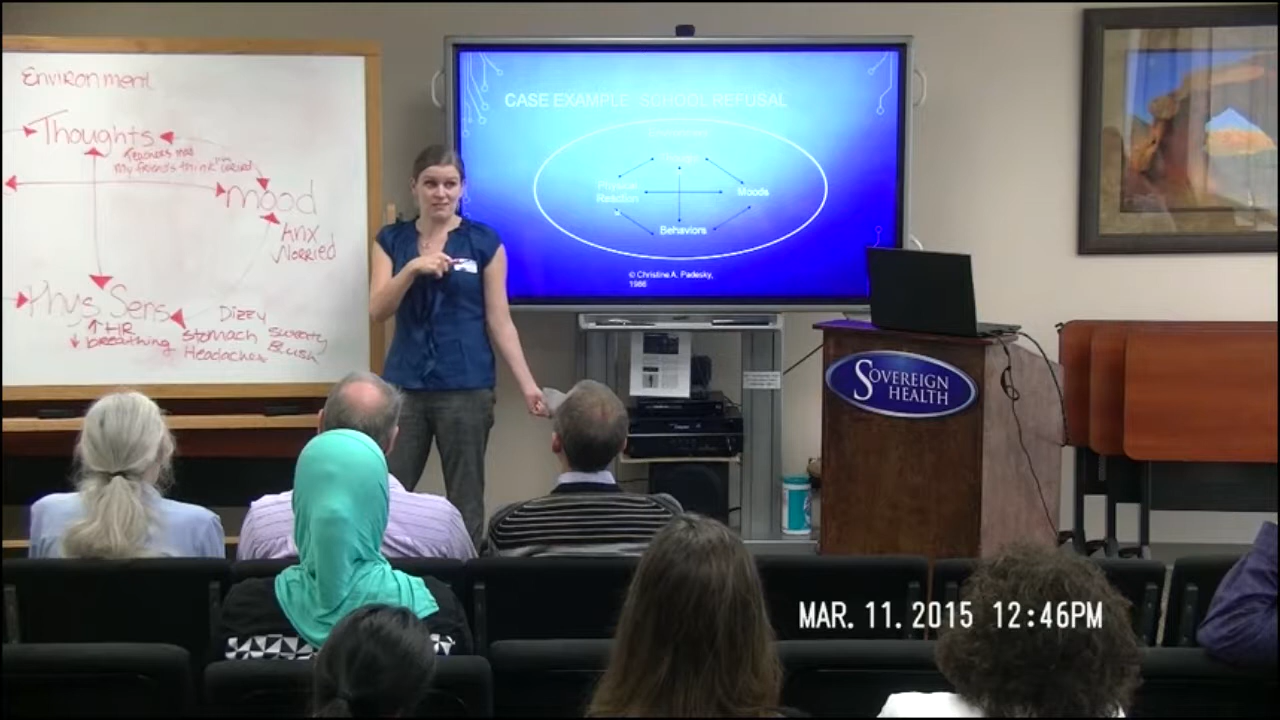 Environment
Thoughts
Teachers mad
my friends think I'm weird
mood
Anx
Worried
Phys Sens
↑HR
↓ breathing
Dizzy
stomach sweaty
Headaches Blush
CASE EXAMPLE: SCHOOL REFUSAL
Environment
Thoughts
Physical
Reaction
Moods
Behaviors
© Christine A. Padesky,
1986
SOVEREIGN
HEALTH
MAR. 11. 2015 12:46PM